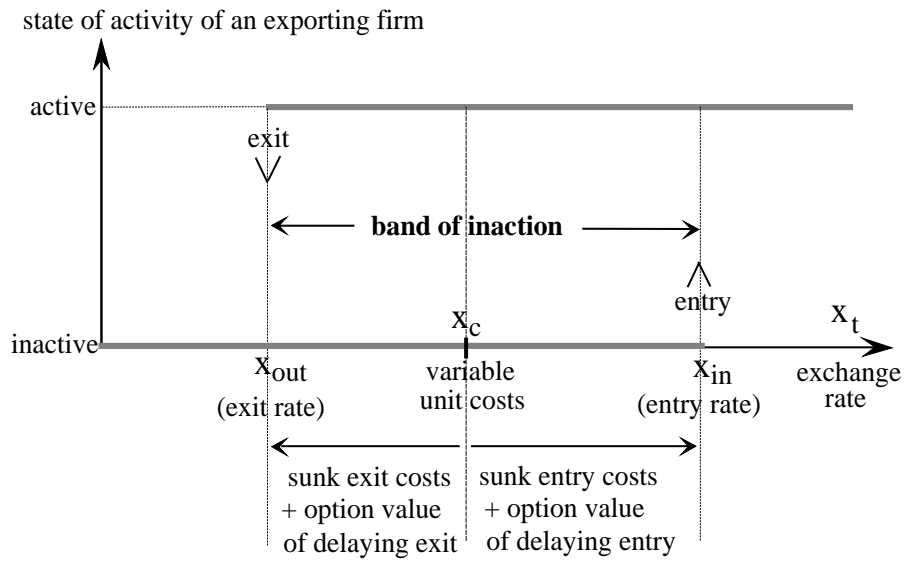 state of activity of an exporting firm
active
exit
band of inaction
entry
x_c
x_t
inactive
x_out
variable
x_in
exchange
(exit rate)
unit costs
(entry rate)
rate
sunk exit costs
+ option value
of delaying exit
sunk entry costs
+ option value
of delaying entry